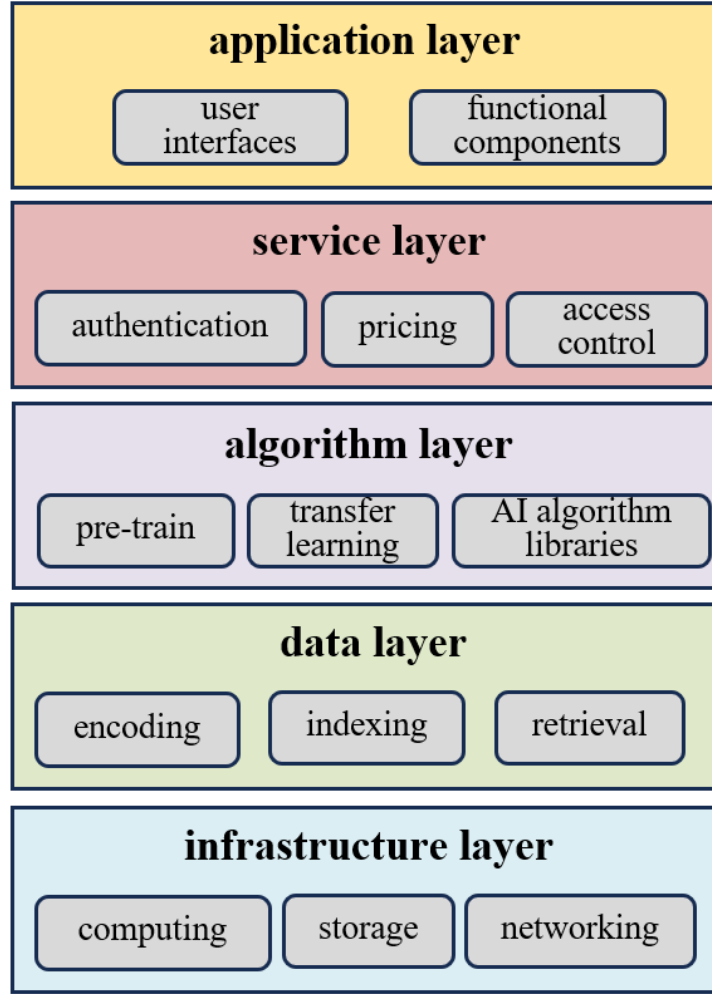 application layer
user
interfaces
functional
components
service layer
authentication
pricing
access
control
algorithm layer
pre-train
transfer
learning
AI algorithm
libraries
data layer
encoding
indexing
retrieval
infrastructure layer
computing
storage
networking